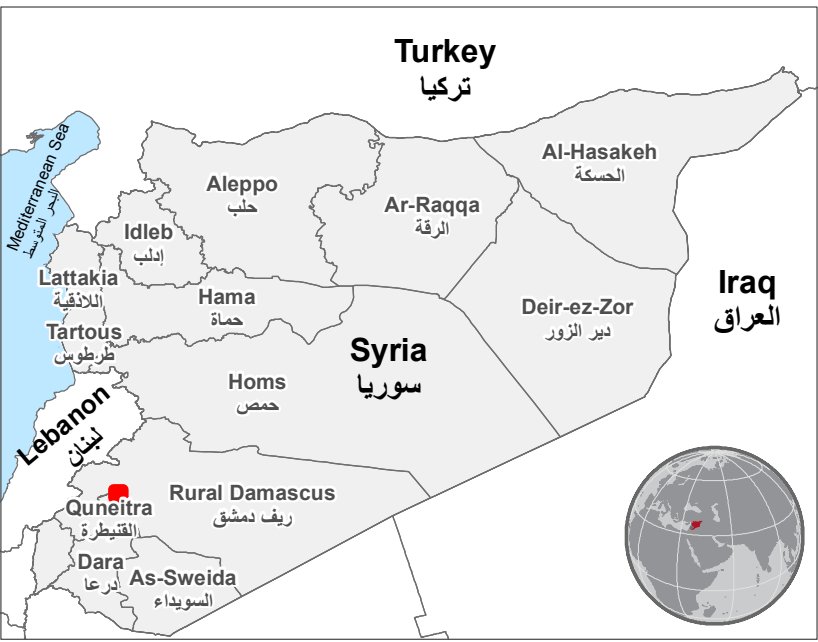 Turkey
تركيا
Mediterranean Sea
البحر المتوسط
Al-Hasakeh
الحسكة
Aleppo
حلب
Ar-Raqqa
الرقة
Idleb
إدلب
Lattakia
اللاذقية
Hama
حماة
Deir-ez-Zor
دير الزور
Iraq
العراق
Tartous
طرطوس
Syria
سوريا
Homs
حمص
Lebanon
لبنان
Rural Damascus
ريف دمشق
Quneitra
القنيطرة
Dara
درعا
As-Sweida
السويداء